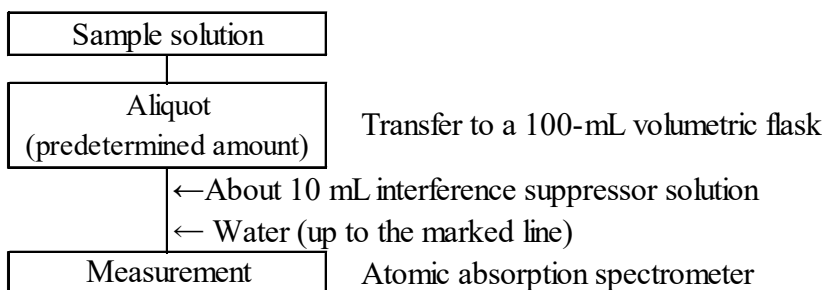 Sample solution
Aliquot
(predetermined amount)
Transfer to a 100-mL volumetric flask
←About 10 mL interference suppressor solution
← Water (up to the marked line)
Measurement
Atomic absorption spectrometer